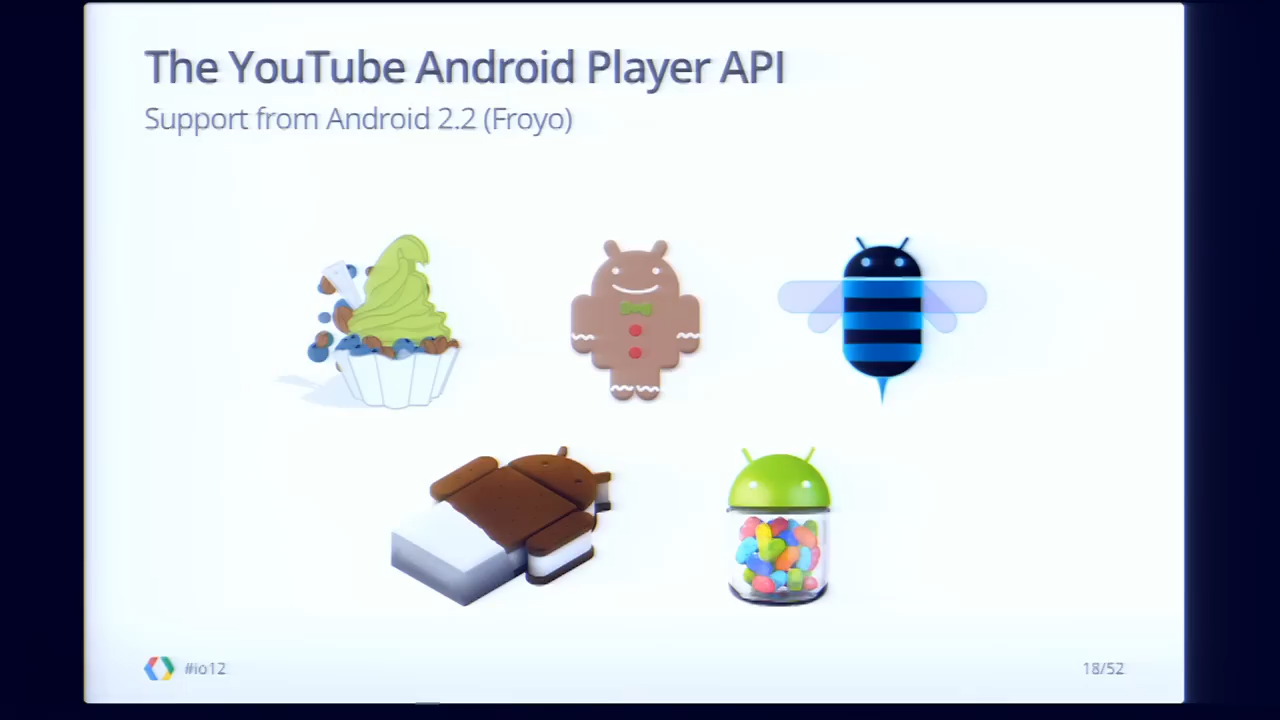 The YouTube Android Player API
Support from Android 2.2 (Froyo)
#io12
18/52